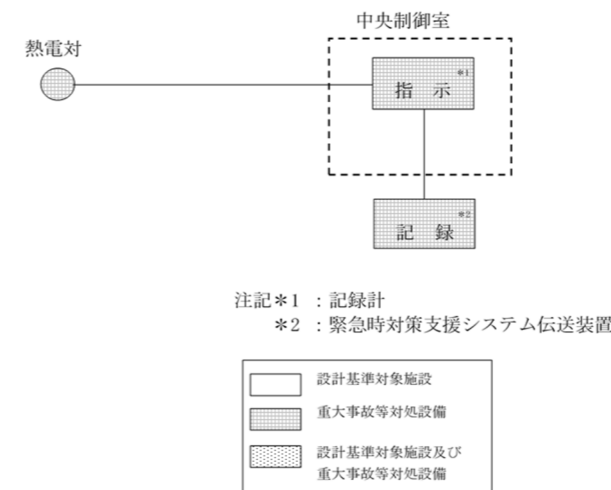 中央制御室
熱電対
指 示 *1
記 録 *2
注記*1 : 記録計
*2 : 緊急時対策支援システム伝送装置
設計基準対象施設
重大事故等対処設備
設計基準対象施設及び
重大事故等対処設備